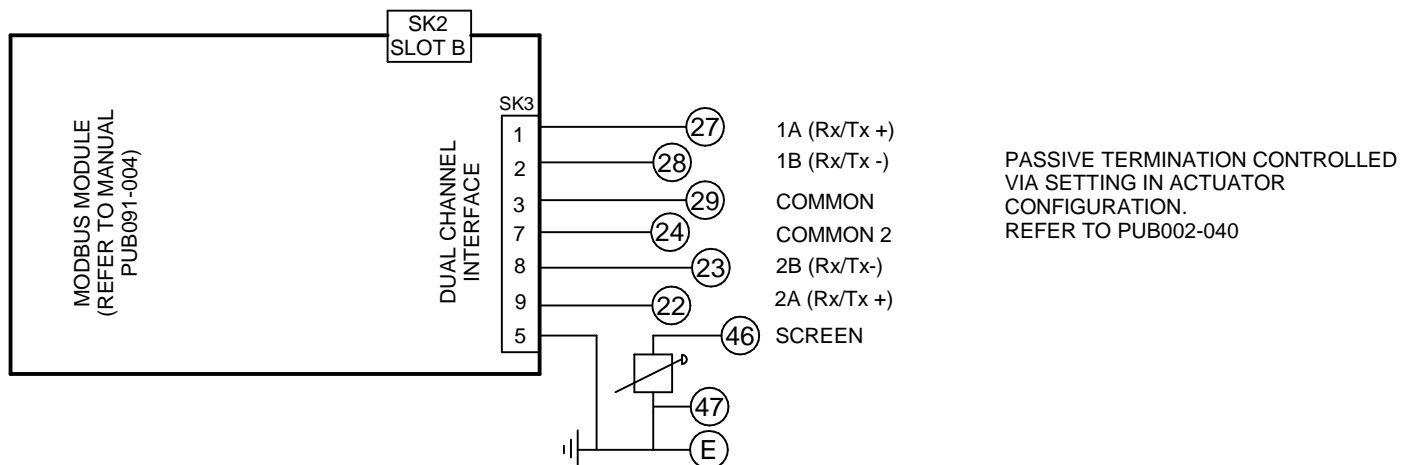 SK2
SLOT B
MODBUS MODULE
(REFER TO MANUAL
PUB091-004)
DUAL CHANNEL
INTERFACE
SK3
1 27 1A (Rx/Tx +)
2 28 1B (Rx/Tx -)
3 29 COMMON
7 24 COMMON 2
8 23 2B (Rx/Tx-)
9 22 2A (Rx/Tx +)
5 46 SCREEN
47
E
PASSIVE TERMINATION CONTROLLED
VIA SETTING IN ACTUATOR
CONFIGURATION.
REFER TO PUB002-040